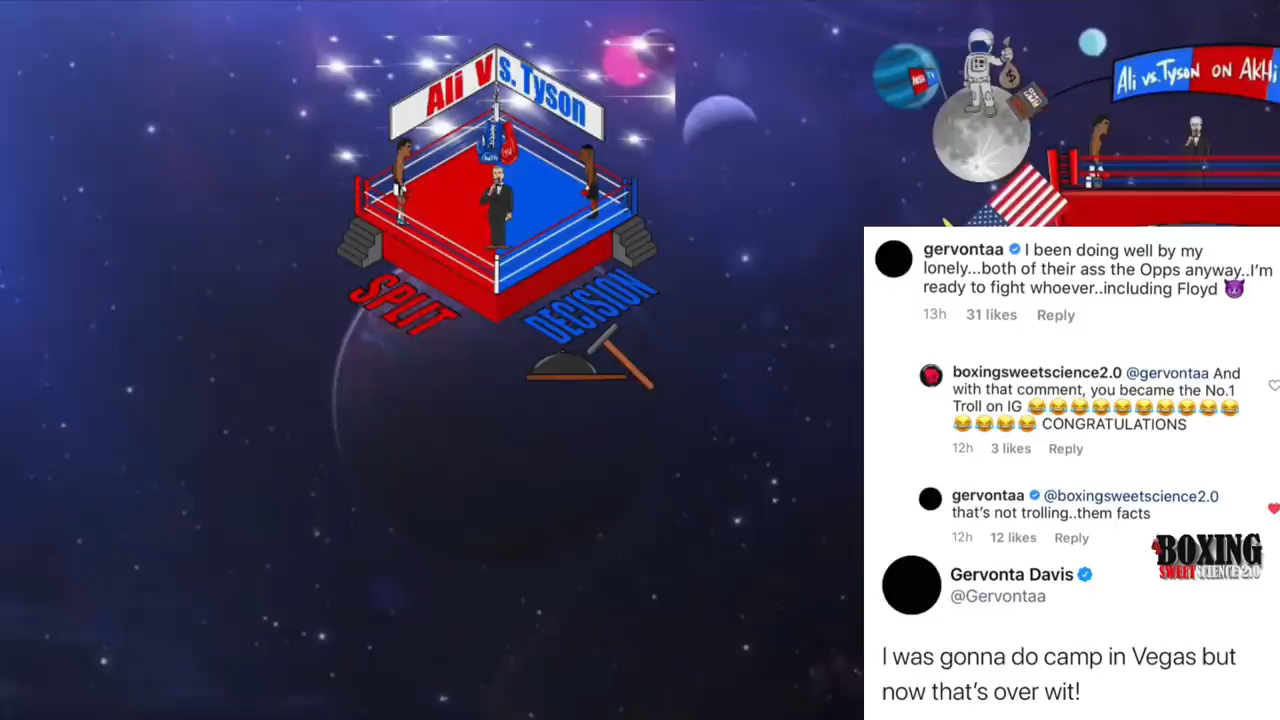 Ali Vs. Tyson
SPLIT
DECISION
Ali vs. Tyson ON AKHi
gervontaa I been doing well by my
lonely...both of their ass the Opps anyway..I'm
ready to fight whoever..including Floyd 😈
13h 31 likes Reply
boxingsweetscience2.0 @gervontaa And
with that comment, you became the No.1
Troll on IG 😂😂😂😂😂😂😂😂😂😂
😂😂😂😂 CONGRATULATIONS
12h 3 likes Reply
gervontaa @boxingsweetscience2.0
that's not trolling..them facts
12h 12 likes Reply
BOXING
SWEET SCIENCE 2.0
Gervonta Davis
@Gervontaa
I was gonna do camp in Vegas but
now that's over wit!